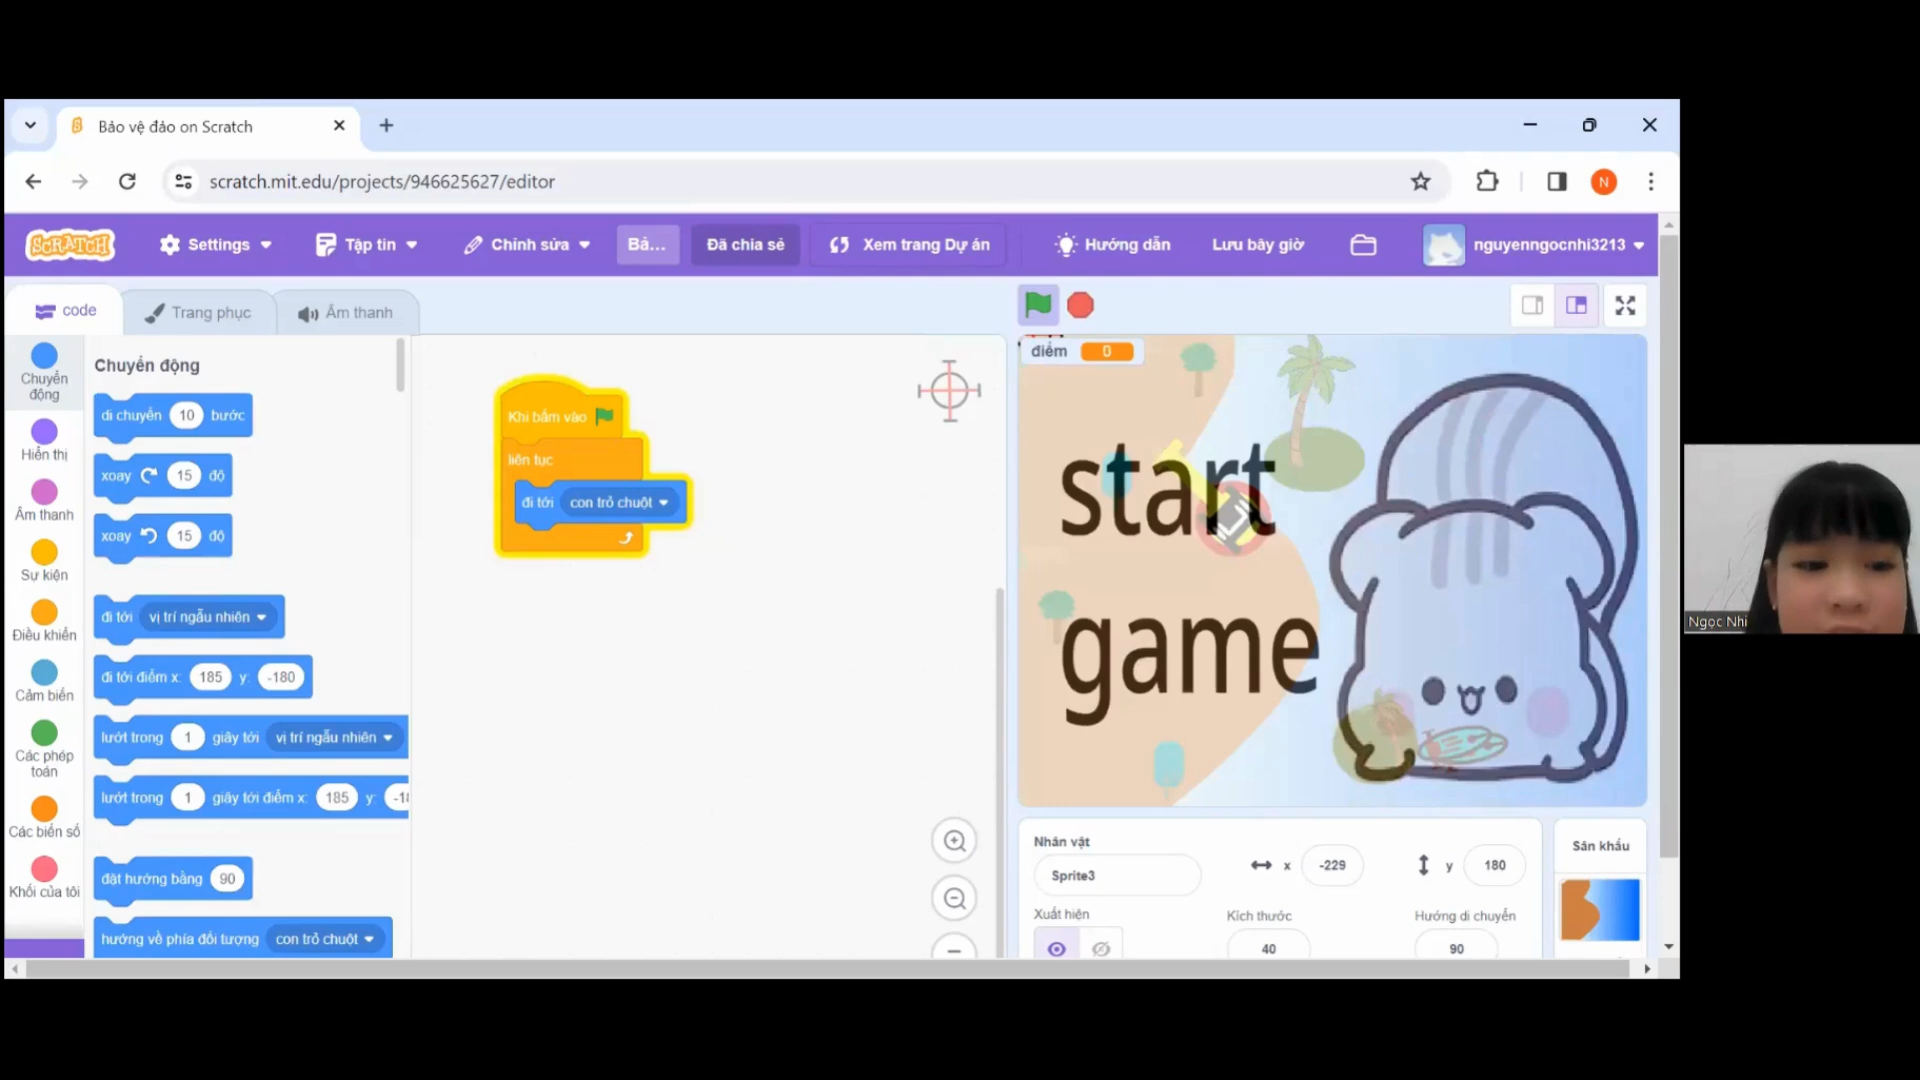 Bảo vệ đảo on Scratch
scratch.mit.edu/projects/946625627/editor
N
SCRATCH
Settings
Tập tin
Chỉnh sửa
Bả...
Đã chia sẻ
Xem trang Dự án
Hướng dẫn
Lưu bây giờ
nguyenngocnhi3213
code
Trang phục
Âm thanh
Chuyển động
Hiển thị
Âm thanh
Sự kiện
Điều khiển
Cảm biến
Các phép toán
Các biến số
Khối của tôi
Chuyển động
di chuyển 10 bước
xoay 15 độ
xoay 15 độ
đi tới vị trí ngẫu nhiên
đi tới điểm x: 185 y: -180
lướt trong 1 giây tới vị trí ngẫu nhiên
lướt trong 1 giây tới điểm x: 185 y: -18
đặt hướng bằng 90
hướng về phía đối tượng con trỏ chuột
Khi bấm vào
liên tục
đi tới con trỏ chuột
điểm 0
start
game
Nhân vật
Sprite3
x -229
y 180
Xuất hiện
Kích thước
40
Hướng di chuyển
90
Sân khấu
Ngọc Nhi